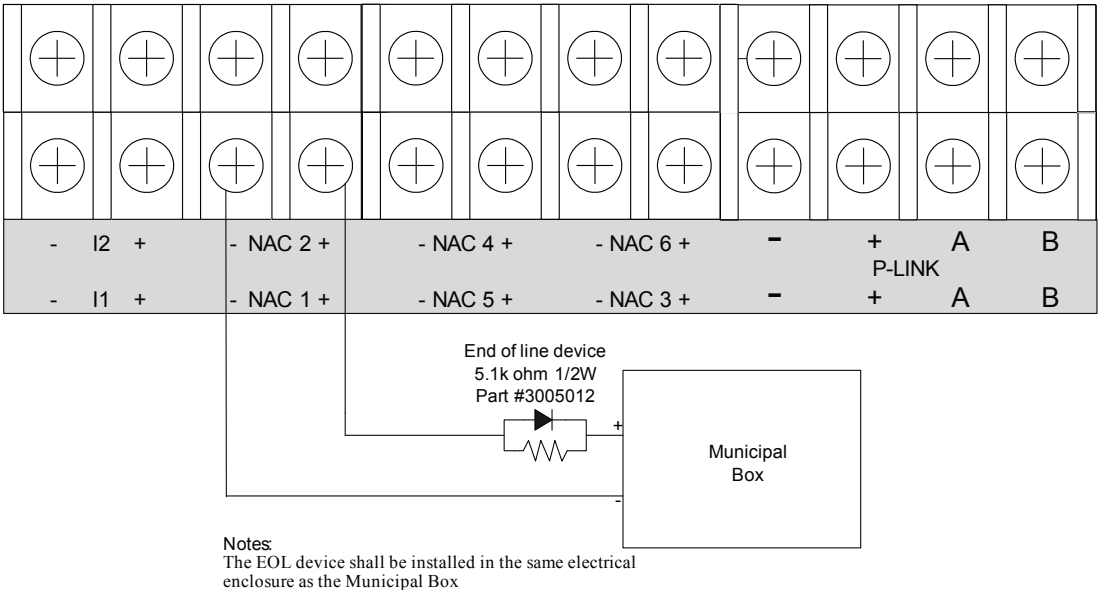 - I2 + - NAC 2 + - NAC 4 + - NAC 6 + - + A B
P-LINK
- I1 + - NAC 1 + - NAC 5 + - NAC 3 + - + A B
End of line device
5.1k ohm 1/2W
Part #3005012
+
Municipal
Box
-
Notes:
The EOL device shall be installed in the same electrical
enclosure as the Municipal Box